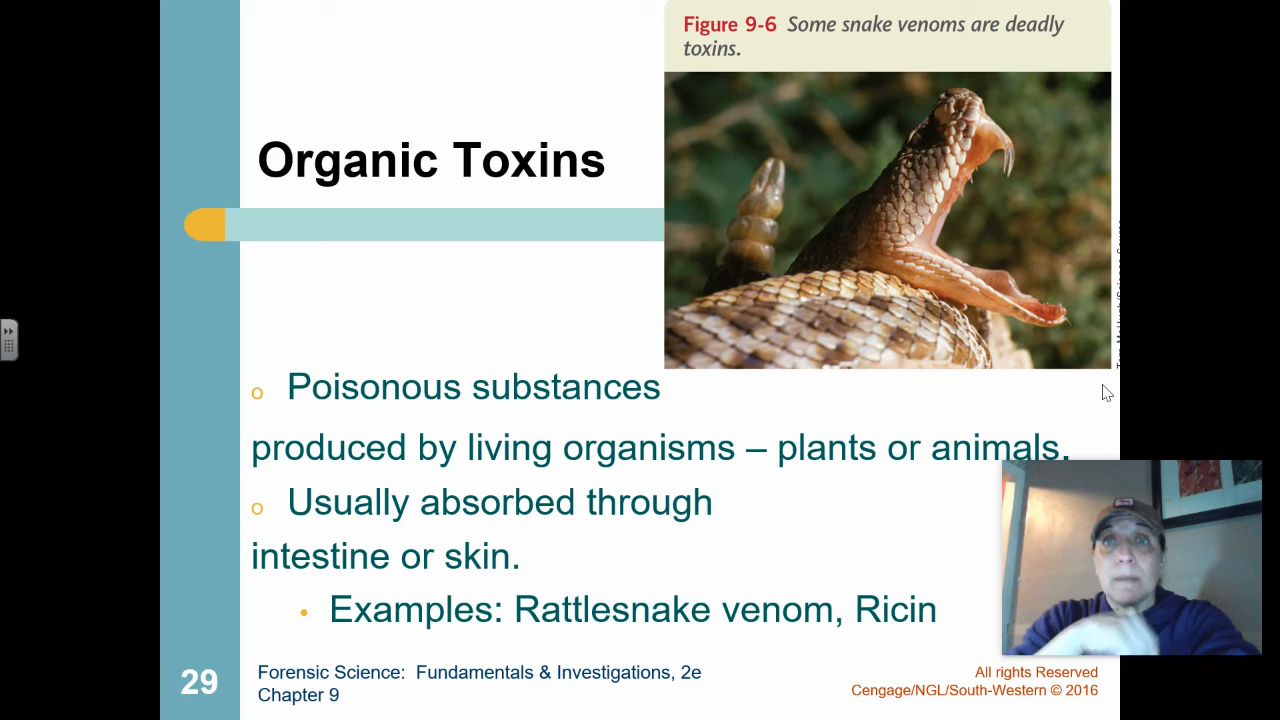 Figure 9-6 Some snake venoms are deadly
toxins.
Organic Toxins
o Poisonous substances
produced by living organisms – plants or animals.
o Usually absorbed through
intestine or skin.
• Examples: Rattlesnake venom, Ricin
29
Forensic Science: Fundamentals & Investigations, 2e
Chapter 9
All rights Reserved
Cengage/NGL/South-Western © 2016